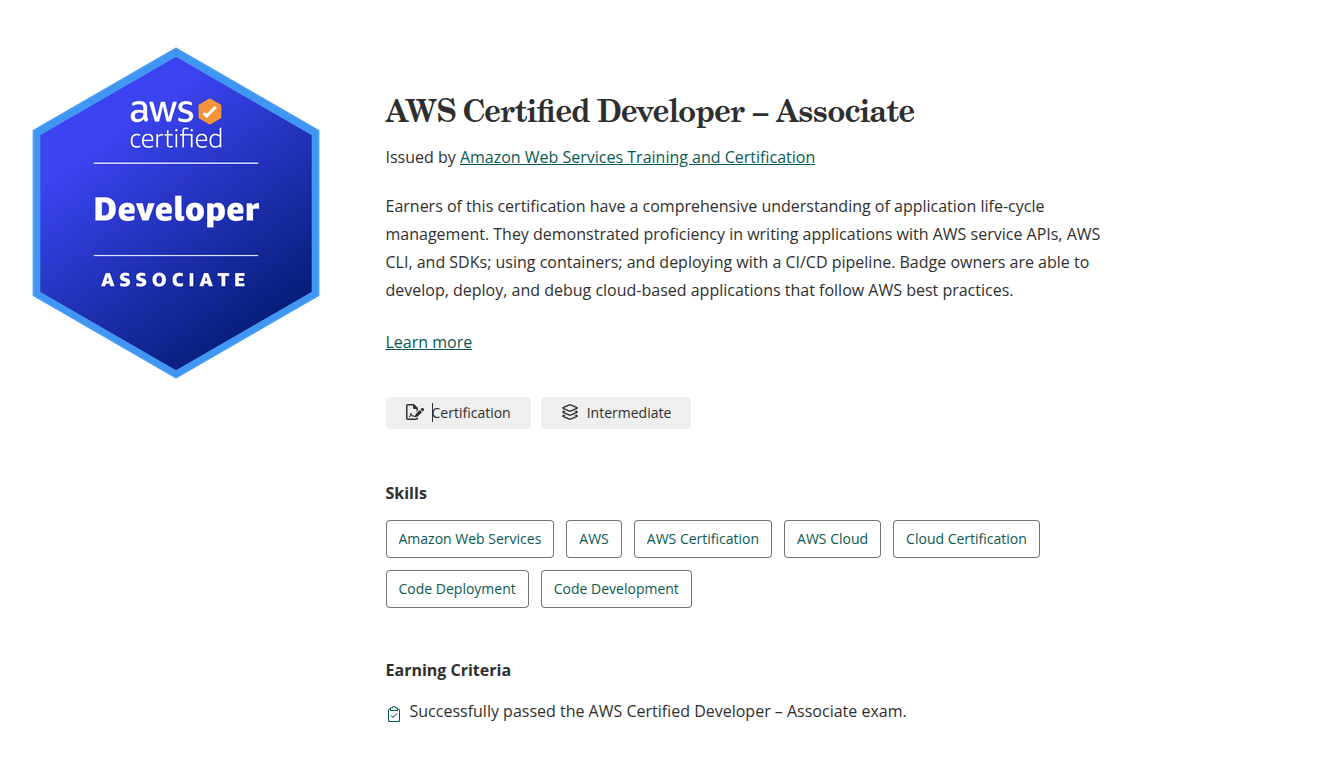 aws
certified
Developer
ASSOCIATE
AWS Certified Developer – Associate
Issued by Amazon Web Services Training and Certification
Earners of this certification have a comprehensive understanding of application life-cycle
management. They demonstrated proficiency in writing applications with AWS service APIs, AWS
CLI, and SDKs; using containers; and deploying with a CI/CD pipeline. Badge owners are able to
develop, deploy, and debug cloud-based applications that follow AWS best practices.
Learn more
Certification Intermediate
Skills
Amazon Web Services AWS AWS Certification AWS Cloud Cloud Certification
Code Deployment Code Development
Earning Criteria
Successfully passed the AWS Certified Developer – Associate exam.